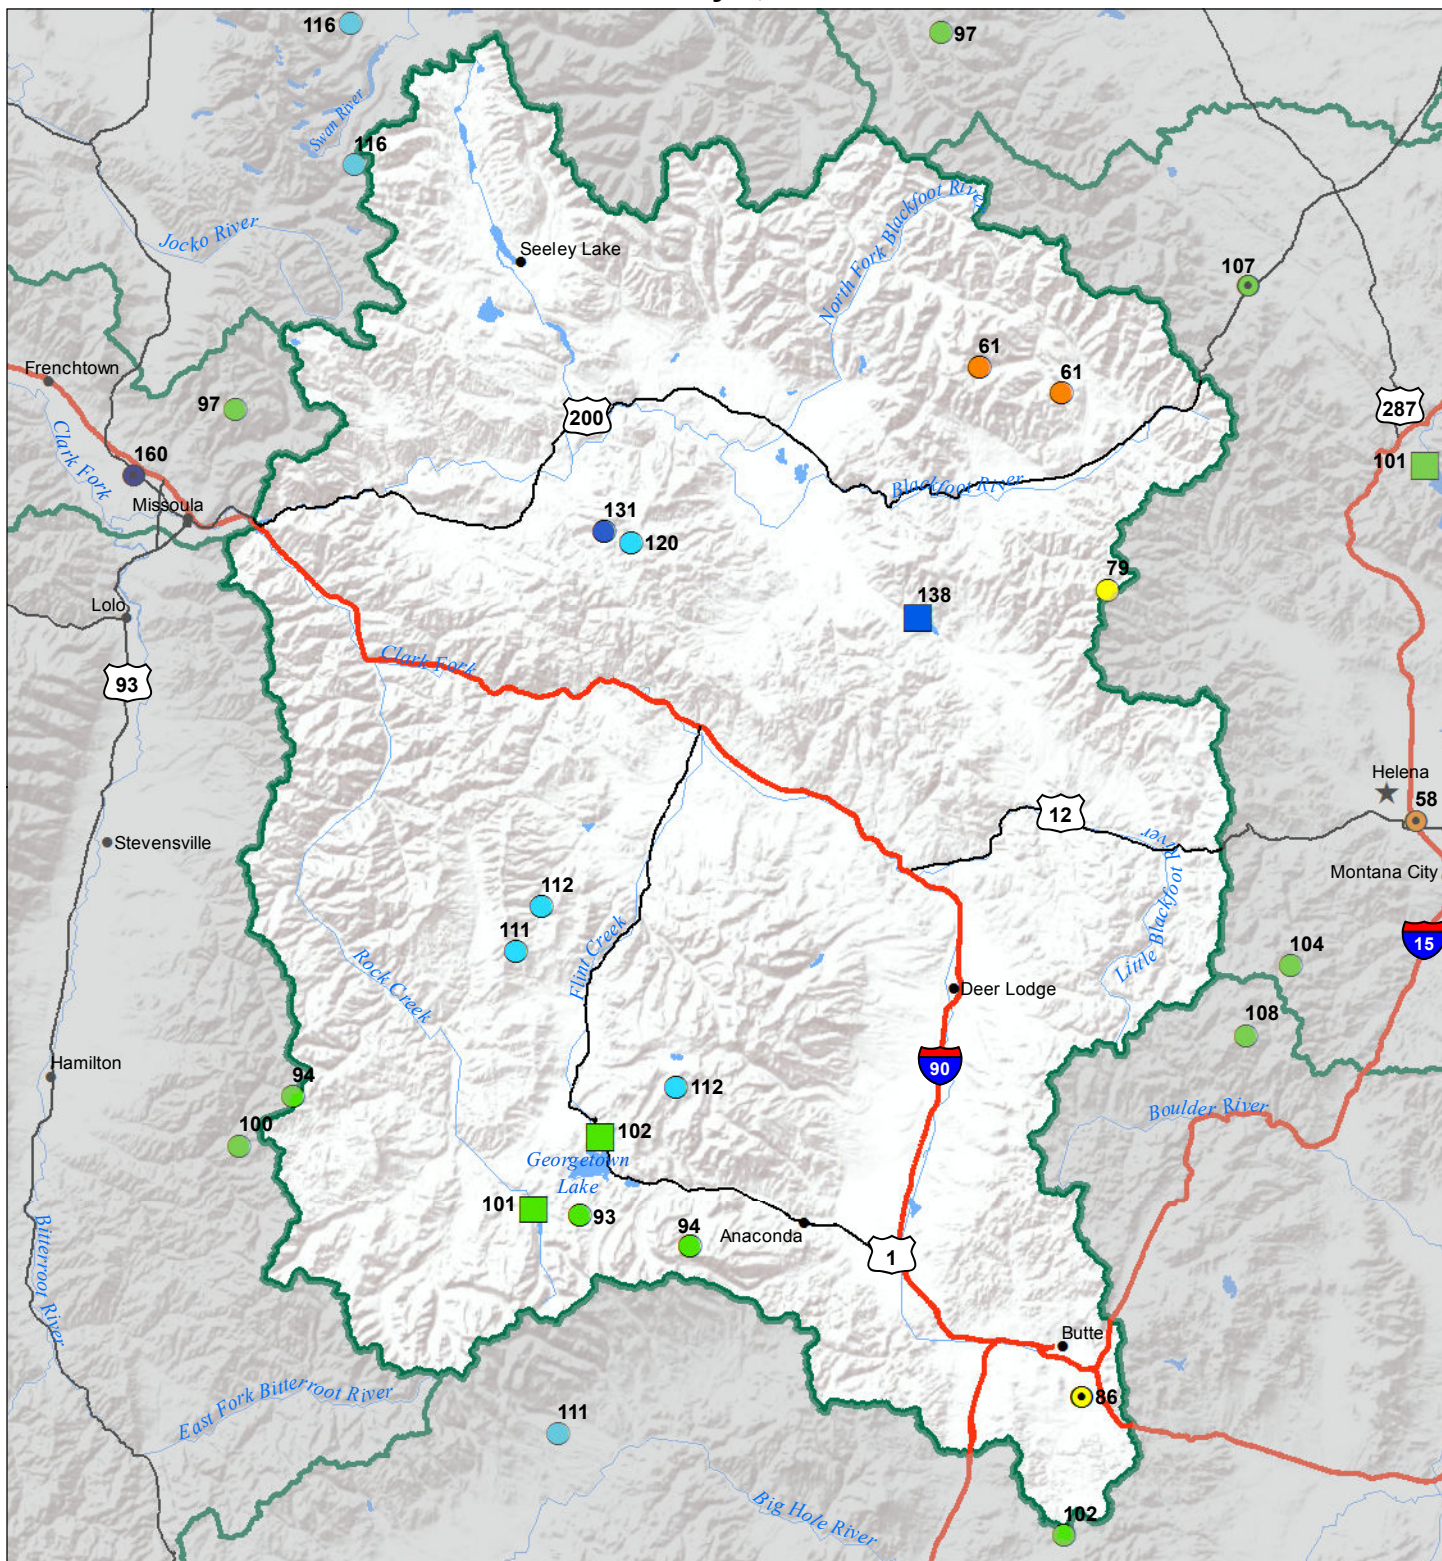 116
97
Swan River
116
Jocko River
North Fork Blackfoot River
Seeley Lake
107
61
61
Frenchtown
97
200
287
Clark Fork
160
101
Blackfoot River
Missoula
131
120
79
138
Lolo
93
Clark Fork
Helena
58
12
Little Blackfoot River
Stevensville
Montana City
112
111
Flint Creek
15
104
Rock Creek
Deer Lodge
108
90
Hamilton
94
112
Boulder River
100
102
Georgetown
Lake
101
93
94
Anaconda
1
Bitterroot River
Butte
East Fork Bitterroot River
86
111
Big Hole River
102